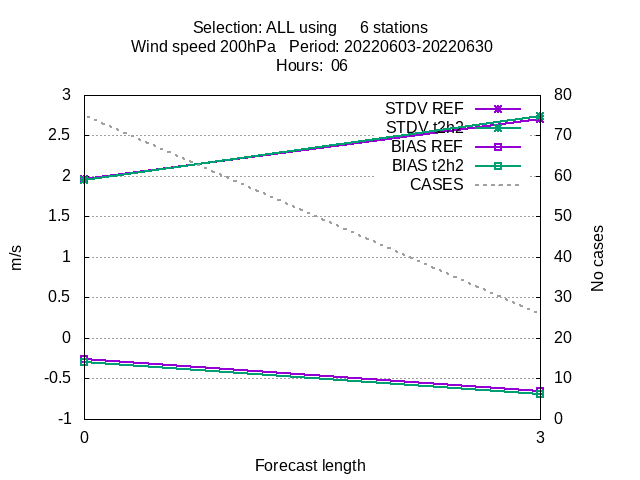 Selection: ALL using 6 stations
Wind speed 200hPa Period: 20220603-20220630
Hours: 06
3 80
STDV REF
2.5 STDV t2h2 70
BIAS REF
BIAS t2h2
2 60
CASES
1.5 50
1 40
0.5 30
0 20
-0.5 10
-1 0
0 3
m/s
No cases
Forecast length